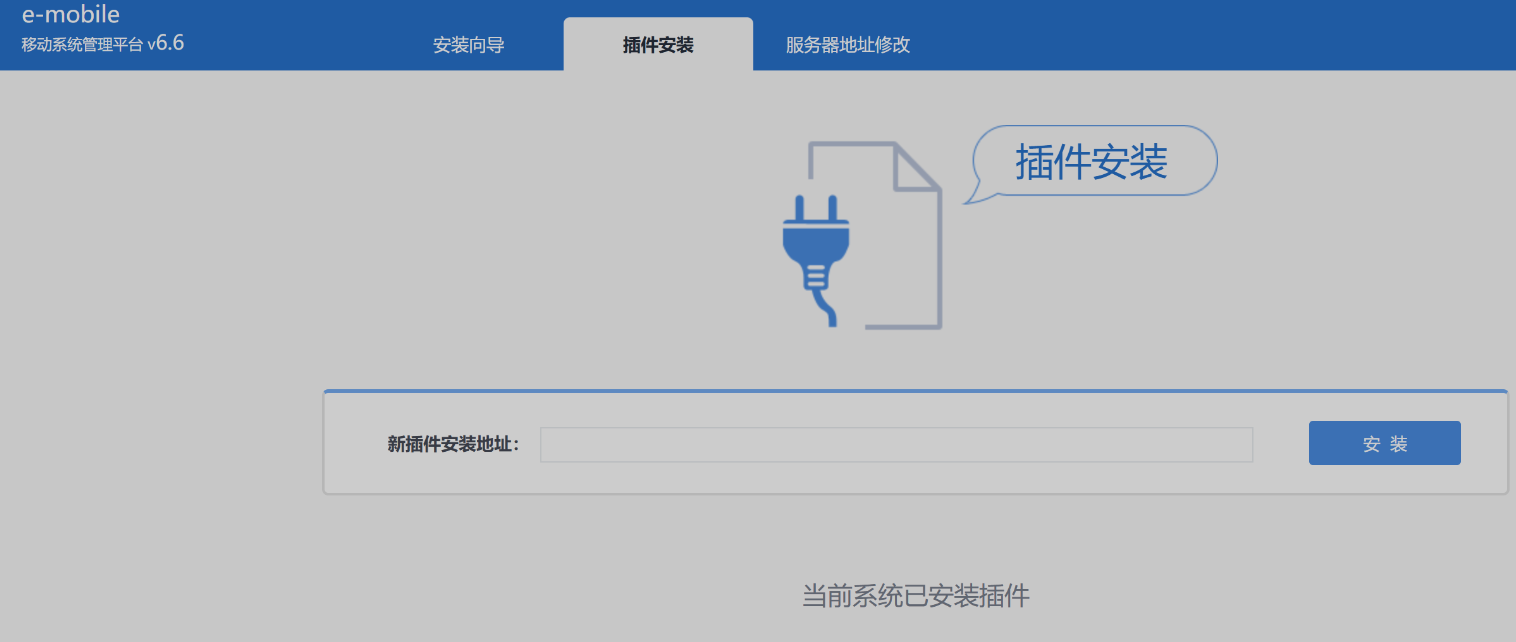 e-mobile
移动系统管理平台 v6.6
安装向导
插件安装
服务器地址修改
插件安装
新插件安装地址：
安 装
当前系统已安装插件